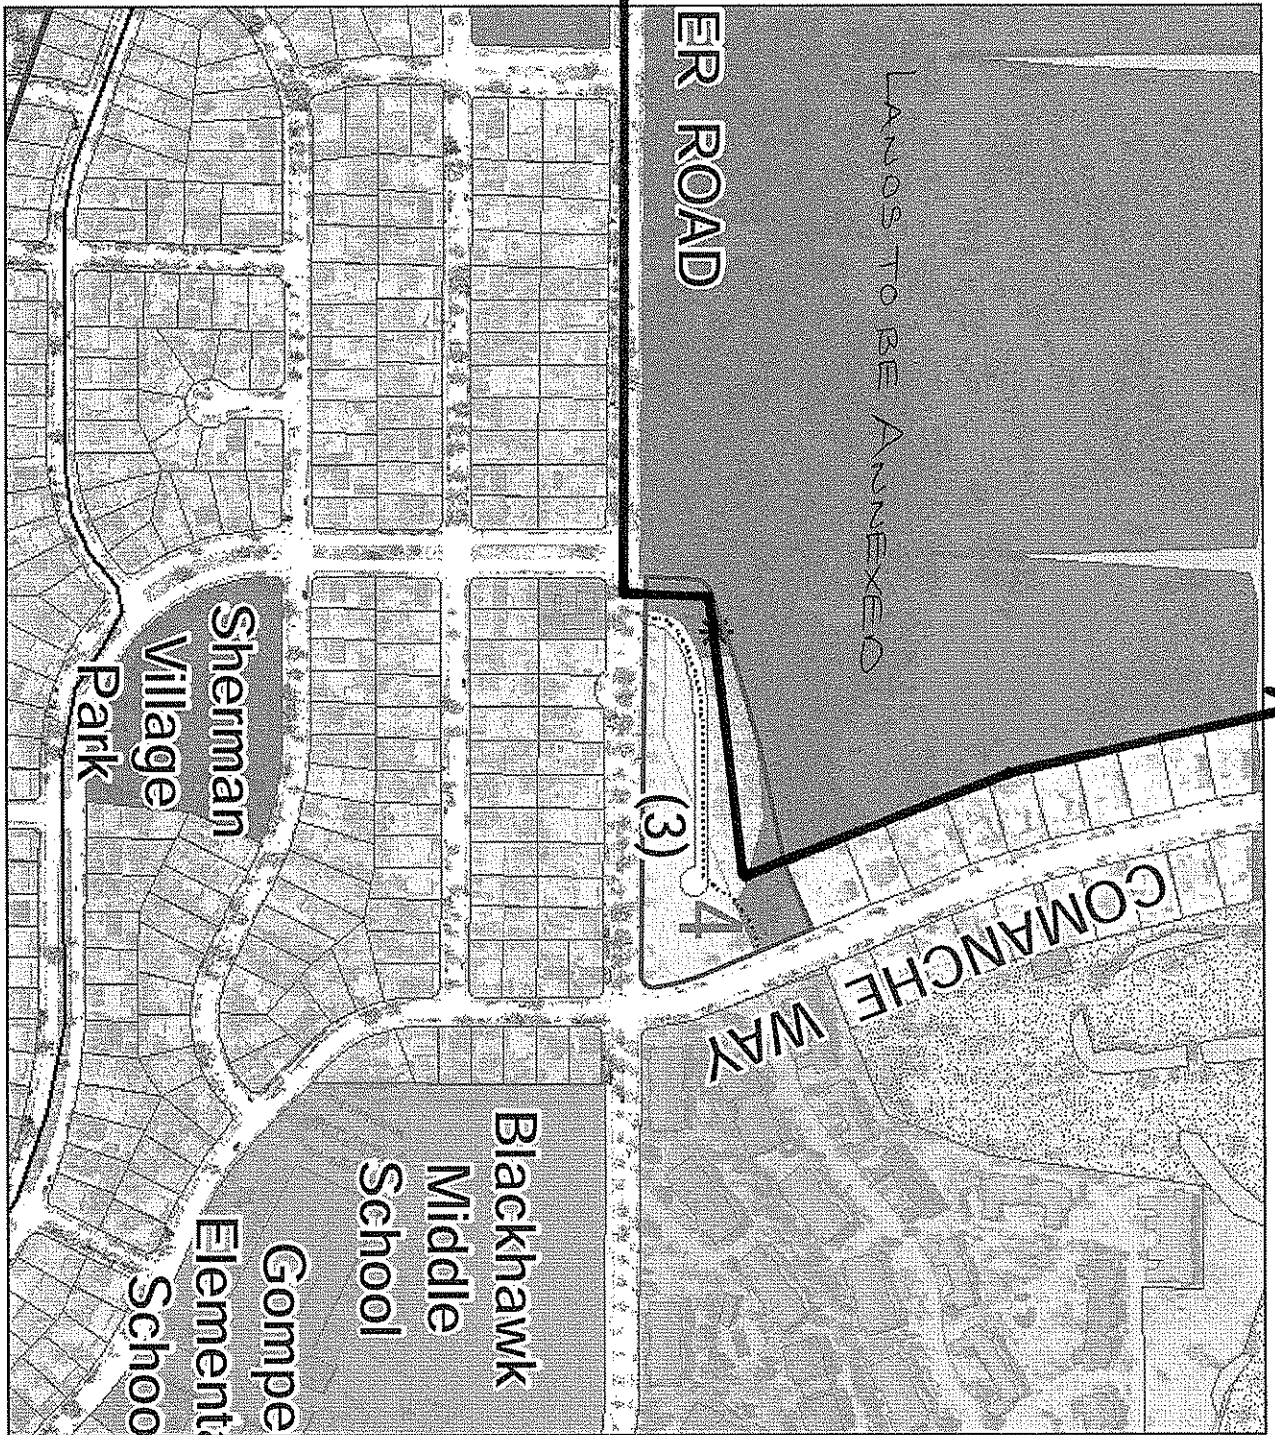 LANDS TO BE ANNEXED
ER ROAD
COMANCHE WAY
4
(3)
Blackhawk
Middle
School
Gompe
Elementa
Schoo
Sherman
Village
Park